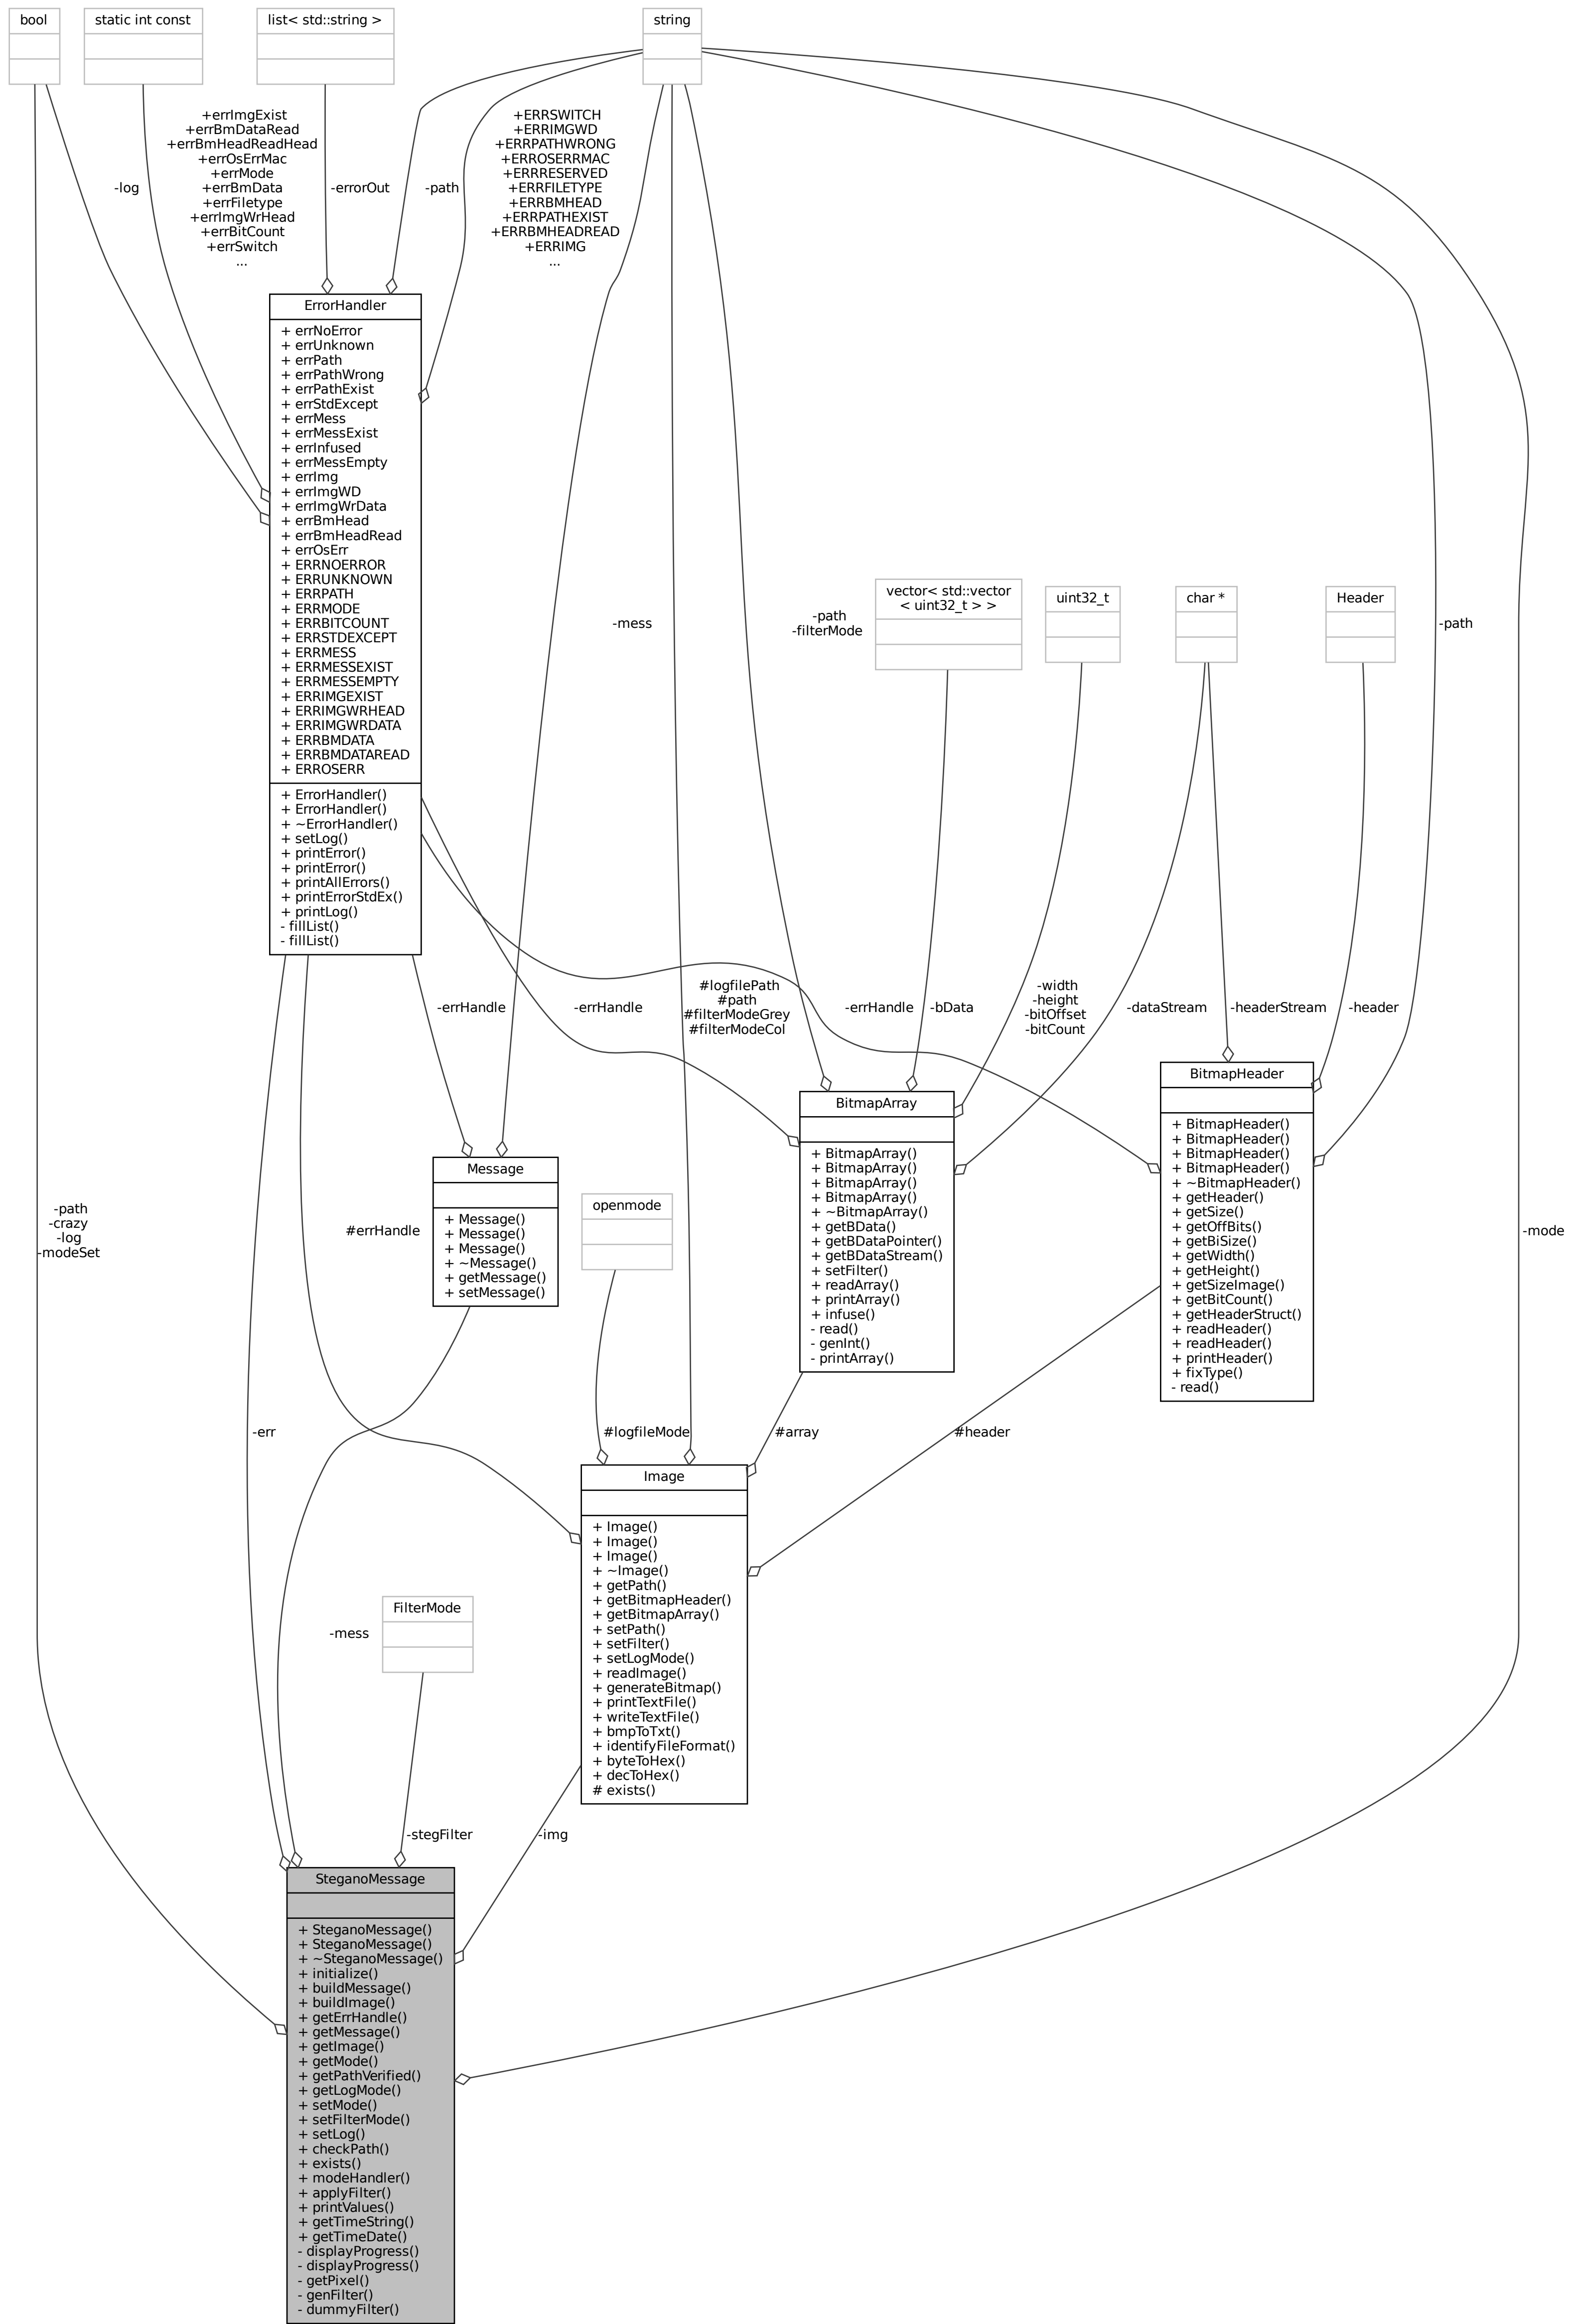 bool
static int const
list< std::string >
string
+errImgExist
+errBmDataRead
+errBmHeadReadHead
+errOsErrMac
+errMode
+errBmData
+errFiletype
+errImgWrHead
+errBitCount
+errSwitch
...
+ERRSWITCH
+ERRIMGWD
+ERRPATHWRONG
+ERROSERRMAC
+ERRRESERVED
+ERRFILETYPE
+ERRBMHEAD
+ERRPATHEXIST
+ERRBMHEADREAD
+ERRIMG
...
-log
-errorOut
-path
ErrorHandler
+ errNoError
+ errUnknown
+ errPath
+ errPathWrong
+ errPathExist
+ errStdExcept
+ errMess
+ errMessExist
+ errInfused
+ errMessEmpty
+ errImg
+ errImgWD
+ errImgWrData
+ errBmHead
+ errBmHeadRead
+ errOsErr
+ ERRNOERROR
+ ERRUNKNOWN
+ ERRPATH
+ ERRMODE
+ ERRBITCOUNT
+ ERRSTDEXCEPT
+ ERRMESS
+ ERRMESSEXIST
+ ERRMESSEMPTY
+ ERRIMGEXIST
+ ERRIMGWRHEAD
+ ERRIMGWRDATA
+ ERRBMDATA
+ ERRBMDATAREAD
+ ERROSERR
+ ErrorHandler()
+ ErrorHandler()
+ ~ErrorHandler()
+ setLog()
+ printError()
+ printError()
+ printAllErrors()
+ printErrorStdEx()
+ printLog()
- fillList()
- fillList()
-mess
-path
-filterMode
vector< std::vector
< uint32_t > >
uint32_t
char *
Header
-path
-errHandle
-errHandle
#logfilePath
#path
#filterModeGrey
#filterModeCol
-errHandle
-bData
-width
-height
-bitOffset
-bitCount
-dataStream
-headerStream
-header
BitmapHeader
+ BitmapHeader()
+ BitmapHeader()
+ BitmapHeader()
+ BitmapHeader()
+ ~BitmapHeader()
+ getHeader()
+ getSize()
+ getOffBits()
+ getBiSize()
+ getWidth()
+ getHeight()
+ getSizeImage()
+ getBitCount()
+ getHeaderStruct()
+ readHeader()
+ readHeader()
+ printHeader()
+ fixType()
- read()
BitmapArray
+ BitmapArray()
+ BitmapArray()
+ BitmapArray()
+ BitmapArray()
+ ~BitmapArray()
+ getBData()
+ getBDataPointer()
+ getBDataStream()
+ setFilter()
+ readArray()
+ printArray()
+ infuse()
- read()
- genInt()
- printArray()
Message
+ Message()
+ Message()
+ Message()
+ ~Message()
+ getMessage()
+ setMessage()
openmode
-path
-crazy
-log
-modeSet
#errHandle
-mode
-err
#logfileMode
#array
#header
Image
+ Image()
+ Image()
+ Image()
+ ~Image()
+ getPath()
+ getBitmapHeader()
+ getBitmapArray()
+ setPath()
+ setFilter()
+ setLogMode()
+ readImage()
+ generateBitmap()
+ printTextFile()
+ writeTextFile()
+ bmpToTxt()
+ identifyFileFormat()
+ byteToHex()
+ decToHex()
# exists()
FilterMode
-mess
-stegFilter
-img
SteganoMessage
+ SteganoMessage()
+ SteganoMessage()
+ ~SteganoMessage()
+ initialize()
+ buildMessage()
+ buildImage()
+ getErrHandle()
+ getMessage()
+ getImage()
+ getMode()
+ getPathVerified()
+ getLogMode()
+ setMode()
+ setFilterMode()
+ setLog()
+ checkPath()
+ exists()
+ modeHandler()
+ applyFilter()
+ printValues()
+ getTimeString()
+ getTimeDate()
- displayProgress()
- displayProgress()
- getPixel()
- genFilter()
- dummyFilter()